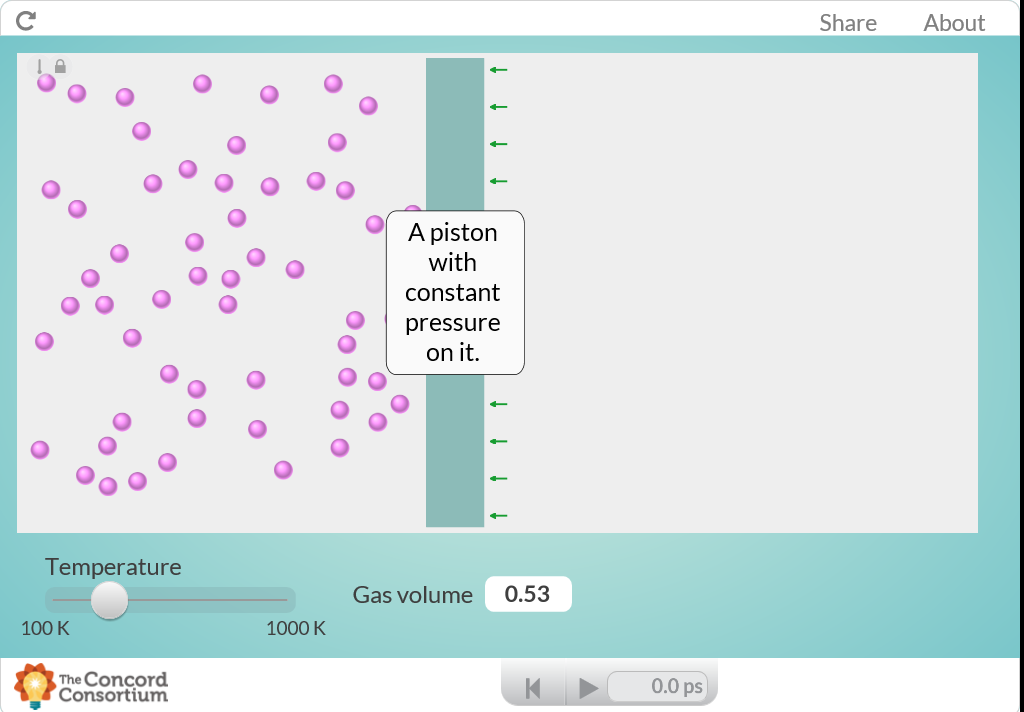 Share About
A piston
with
constant
pressure
on it.
Temperature
100 K 1000 K
Gas volume 0.53
The Concord
Consortium
0.0 ps